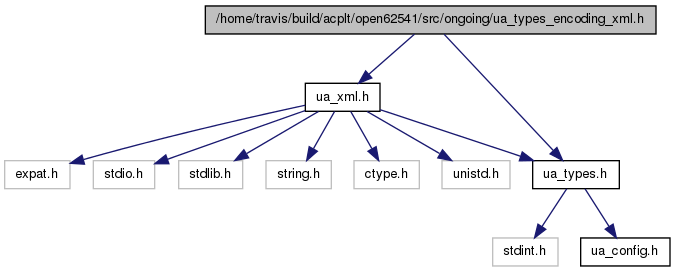 /home/travis/build/acplt/open62541/src/ongoing/ua_types_encoding_xml.h
ua_xml.h
expat.h
stdio.h
stdlib.h
string.h
ctype.h
unistd.h
ua_types.h
stdint.h
ua_config.h